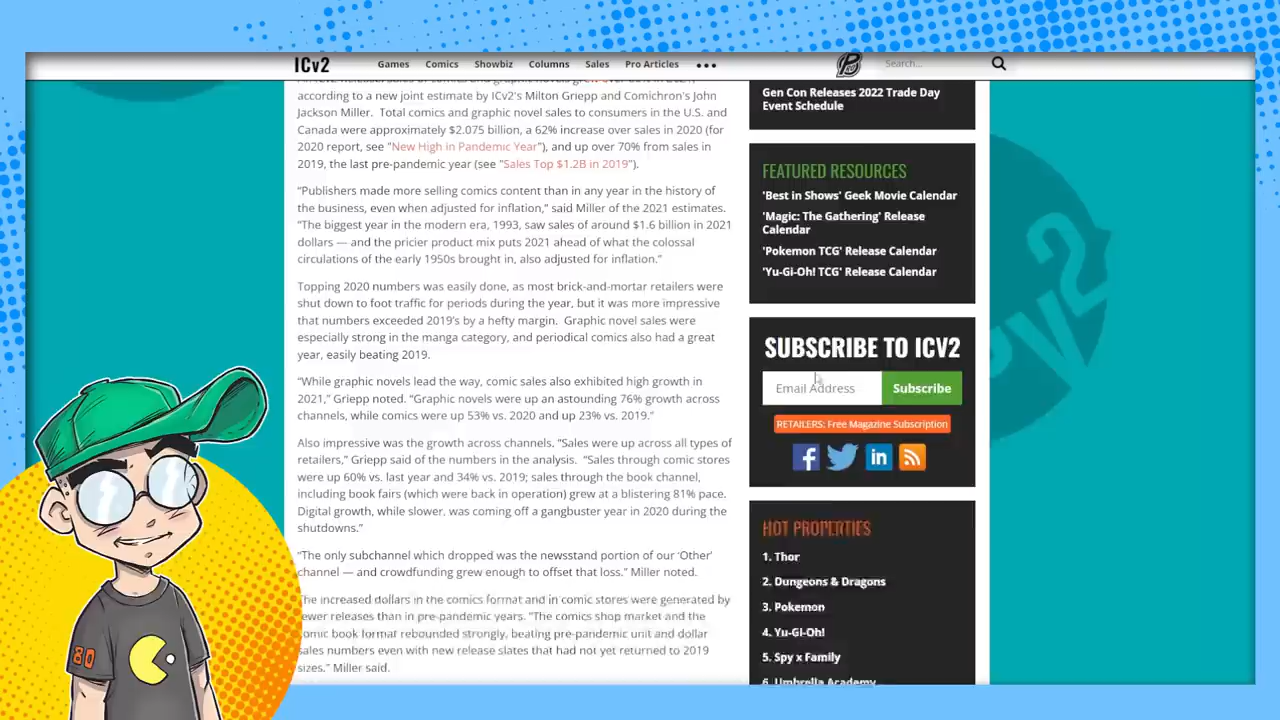 ICv2
Games Comics Showbiz Columns Sales Pro Articles
Search...
according to a new joint estimate by ICv2's Milton Griepp and Comichron's John
Jackson Miller. Total comics and graphic novel sales to consumers in the U.S. and
Canada were approximately $2.075 billion, a 62% increase over sales in 2020 (for
2020 report, see "New High in Pandemic Year"), and up over 70% from sales in
2019, the last pre-pandemic year (see "Sales Top $1.2B in 2019").
"Publishers made more selling comics content than in any year in the history of
the business, even when adjusted for inflation," said Miller of the 2021 estimates.
"The biggest year in the modern era, 1993, saw sales of around $1.6 billion in 2021
dollars — and the pricier product mix puts 2021 ahead of what the colossal
circulations of the early 1950s brought in, also adjusted for inflation."
Topping 2020 numbers was easily done, as most brick-and-mortar retailers were
shut down to foot traffic for periods during the year, but it was more impressive
that numbers exceeded 2019's by a hefty margin. Graphic novel sales were
especially strong in the manga category, and periodical comics also had a great
year, easily beating 2019.
"While graphic novels lead the way, comic sales also exhibited high growth in
2021," Griepp noted. "Graphic novels were up an astounding 76% growth across
channels, while comics were up 53% vs. 2020 and up 23% vs. 2019."
Also impressive was the growth across channels. "Sales were up across all types of
retailers," Griepp said of the numbers in the analysis. "Sales through comic stores
were up 60% vs. last year and 34% vs. 2019; sales through the book channel,
including book fairs (which were back in operation) grew at a blistering 81% pace.
Digital growth, while slower, was coming off a gangbuster year in 2020 during the
shutdowns."
"The only subchannel which dropped was the newsstand portion of our 'Other'
channel — and crowdfunding grew enough to offset that loss." Miller noted.
The increased dollars in the comics format and in comic stores were generated by
fewer releases than in pre-pandemic years. "The comics shop market and the
comic book format rebounded strongly, beating pre-pandemic unit and dollar
sales numbers even with new release slates that had not yet returned to 2019
sizes." Miller said.
Gen Con Releases 2022 Trade Day
Event Schedule
FEATURED RESOURCES
'Best in Shows' Geek Movie Calendar
'Magic: The Gathering' Release
Calendar
'Pokemon TCG' Release Calendar
'Yu-Gi-Oh! TCG' Release Calendar
SUBSCRIBE TO ICV2
Email Address Subscribe
RETAILERS: Free Magazine Subscription
HOT PROPERTIES
1. Thor
2. Dungeons & Dragons
3. Pokemon
4. Yu-Gi-Oh!
5. Spy x Family
6. Umbrella Academy
80